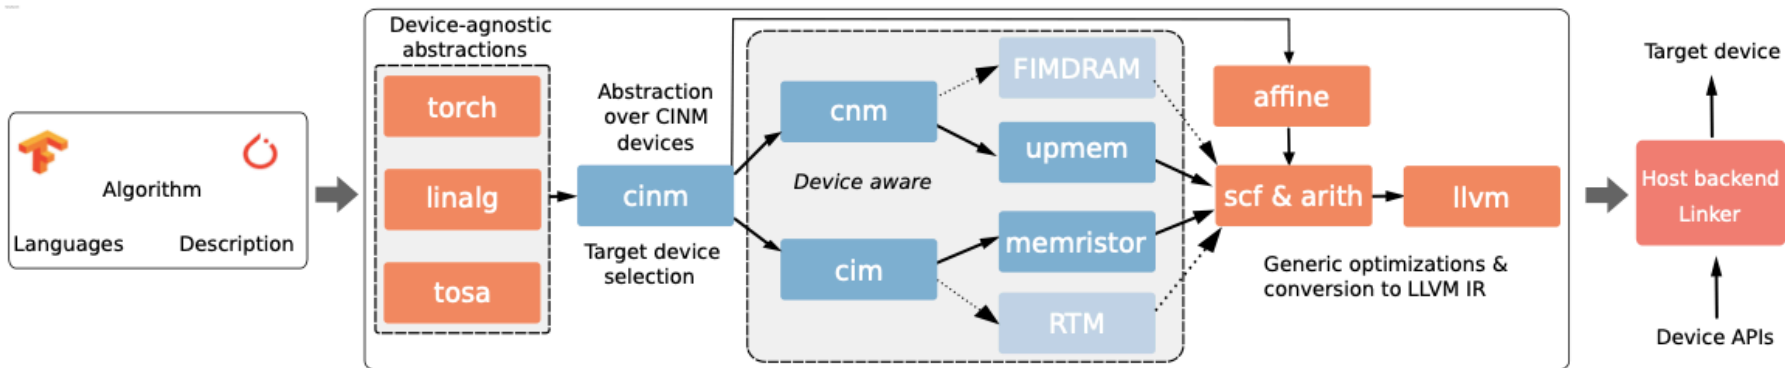 Algorithm
Languages
Description
Device-agnostic
abstractions
torch
linalg
tosa
Abstraction
over CINM
devices
cinm
Target device
selection
cnm
Device aware
cim
FIMDRAM
upmem
memristor
RTM
affine
scf & arith
llvm
Generic optimizations &
conversion to LLVM IR
Target device
Host backend
Linker
Device APIs